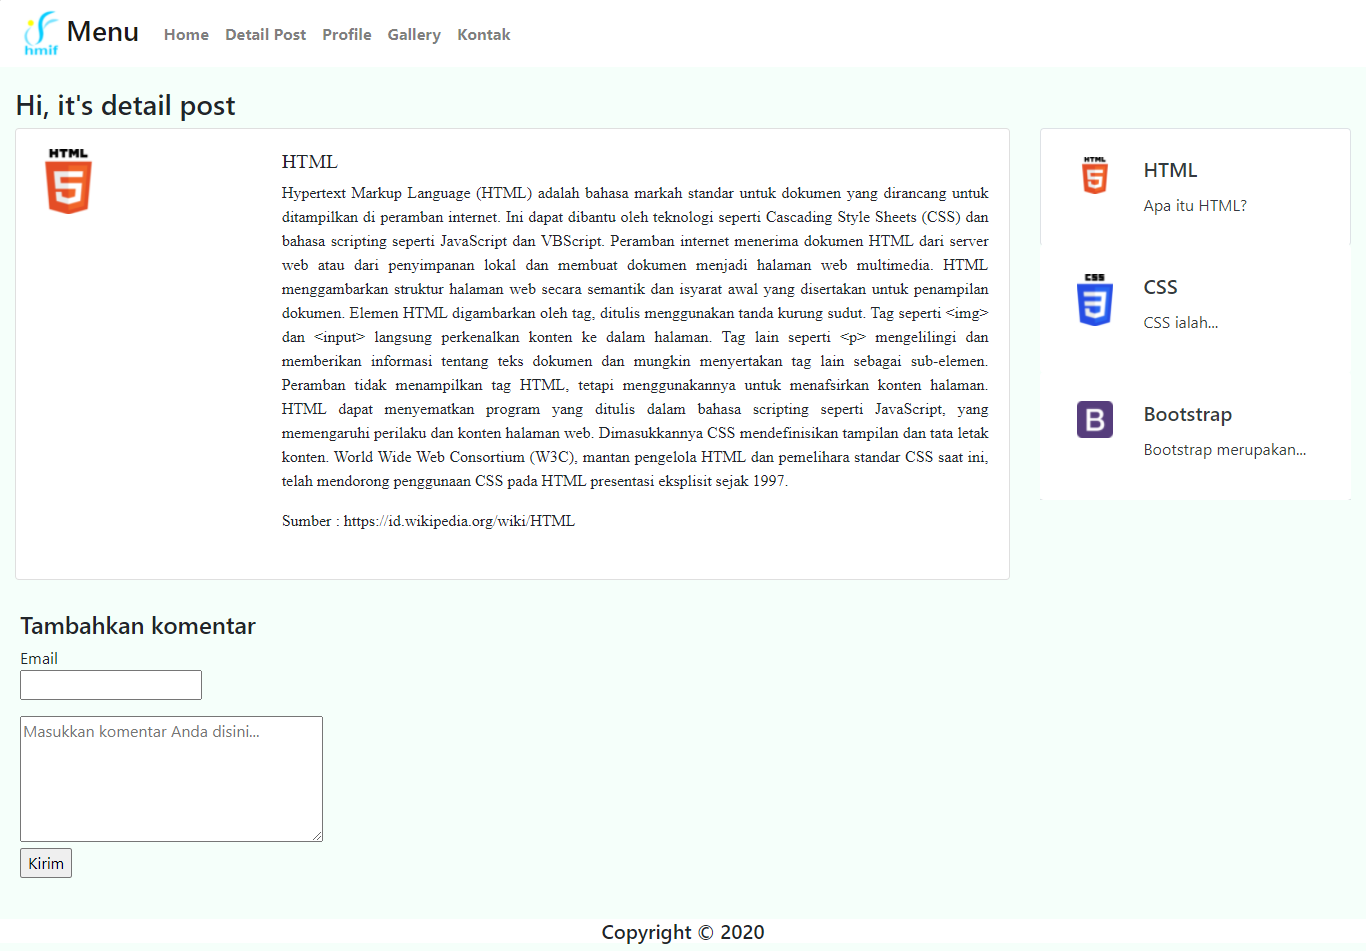 hmif
Menu
Home
Detail Post
Profile
Gallery
Kontak
Hi, it's detail post
HTML
5
HTML
Hypertext Markup Language (HTML) adalah bahasa markah standar untuk dokumen yang dirancang untuk
ditampilkan di peramban internet. Ini dapat dibantu oleh teknologi seperti Cascading Style Sheets (CSS) dan
bahasa scripting seperti JavaScript dan VBScript. Peramban internet menerima dokumen HTML dari server
web atau dari penyimpanan lokal dan membuat dokumen menjadi halaman web multimedia. HTML
menggambarkan struktur halaman web secara semantik dan isyarat awal yang disertakan untuk penampilan
dokumen. Elemen HTML digambarkan oleh tag, ditulis menggunakan tanda kurung sudut. Tag seperti <img>
dan <input> langsung perkenalkan konten ke dalam halaman. Tag lain seperti <p> mengelilingi dan
memberikan informasi tentang teks dokumen dan mungkin menyertakan tag lain sebagai sub-elemen.
Peramban tidak menampilkan tag HTML, tetapi menggunakannya untuk menafsirkan konten halaman.
HTML dapat menyematkan program yang ditulis dalam bahasa scripting seperti JavaScript, yang
memengaruhi perilaku dan konten halaman web. Dimasukkannya CSS mendefinisikan tampilan dan tata letak
konten. World Wide Web Consortium (W3C), mantan pengelola HTML dan pemelihara standar CSS saat ini,
telah mendorong penggunaan CSS pada HTML presentasi eksplisit sejak 1997.
Sumber : https://id.wikipedia.org/wiki/HTML
HTML
5
HTML
Apa itu HTML?
CSS
3
CSS
CSS ialah...
B
Bootstrap
Bootstrap merupakan...
Tambahkan komentar
Email
Masukkan komentar Anda disini...
Kirim
Copyright © 2020